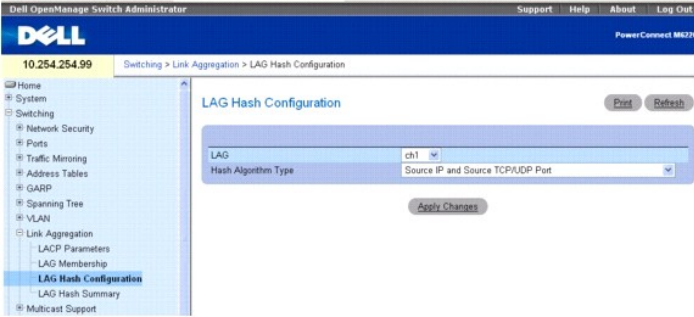 Dell OpenManage Switch Administrator Support Help About Log Out
DELL PowerConnect M6220
10.254.254.99 Switching > Link Aggregation > LAG Hash Configuration
Home
System
Switching
Network Security
Ports
Traffic Mirroring
Address Tables
GARP
Spanning Tree
VLAN
Link Aggregation
LACP Parameters
LAG Membership
LAG Hash Configuration
LAG Hash Summary
Multicast Support
LAG Hash Configuration
Print Refresh
LAG ch1
Hash Algorithm Type Source IP and Source TCP/UDP Port
Apply Changes